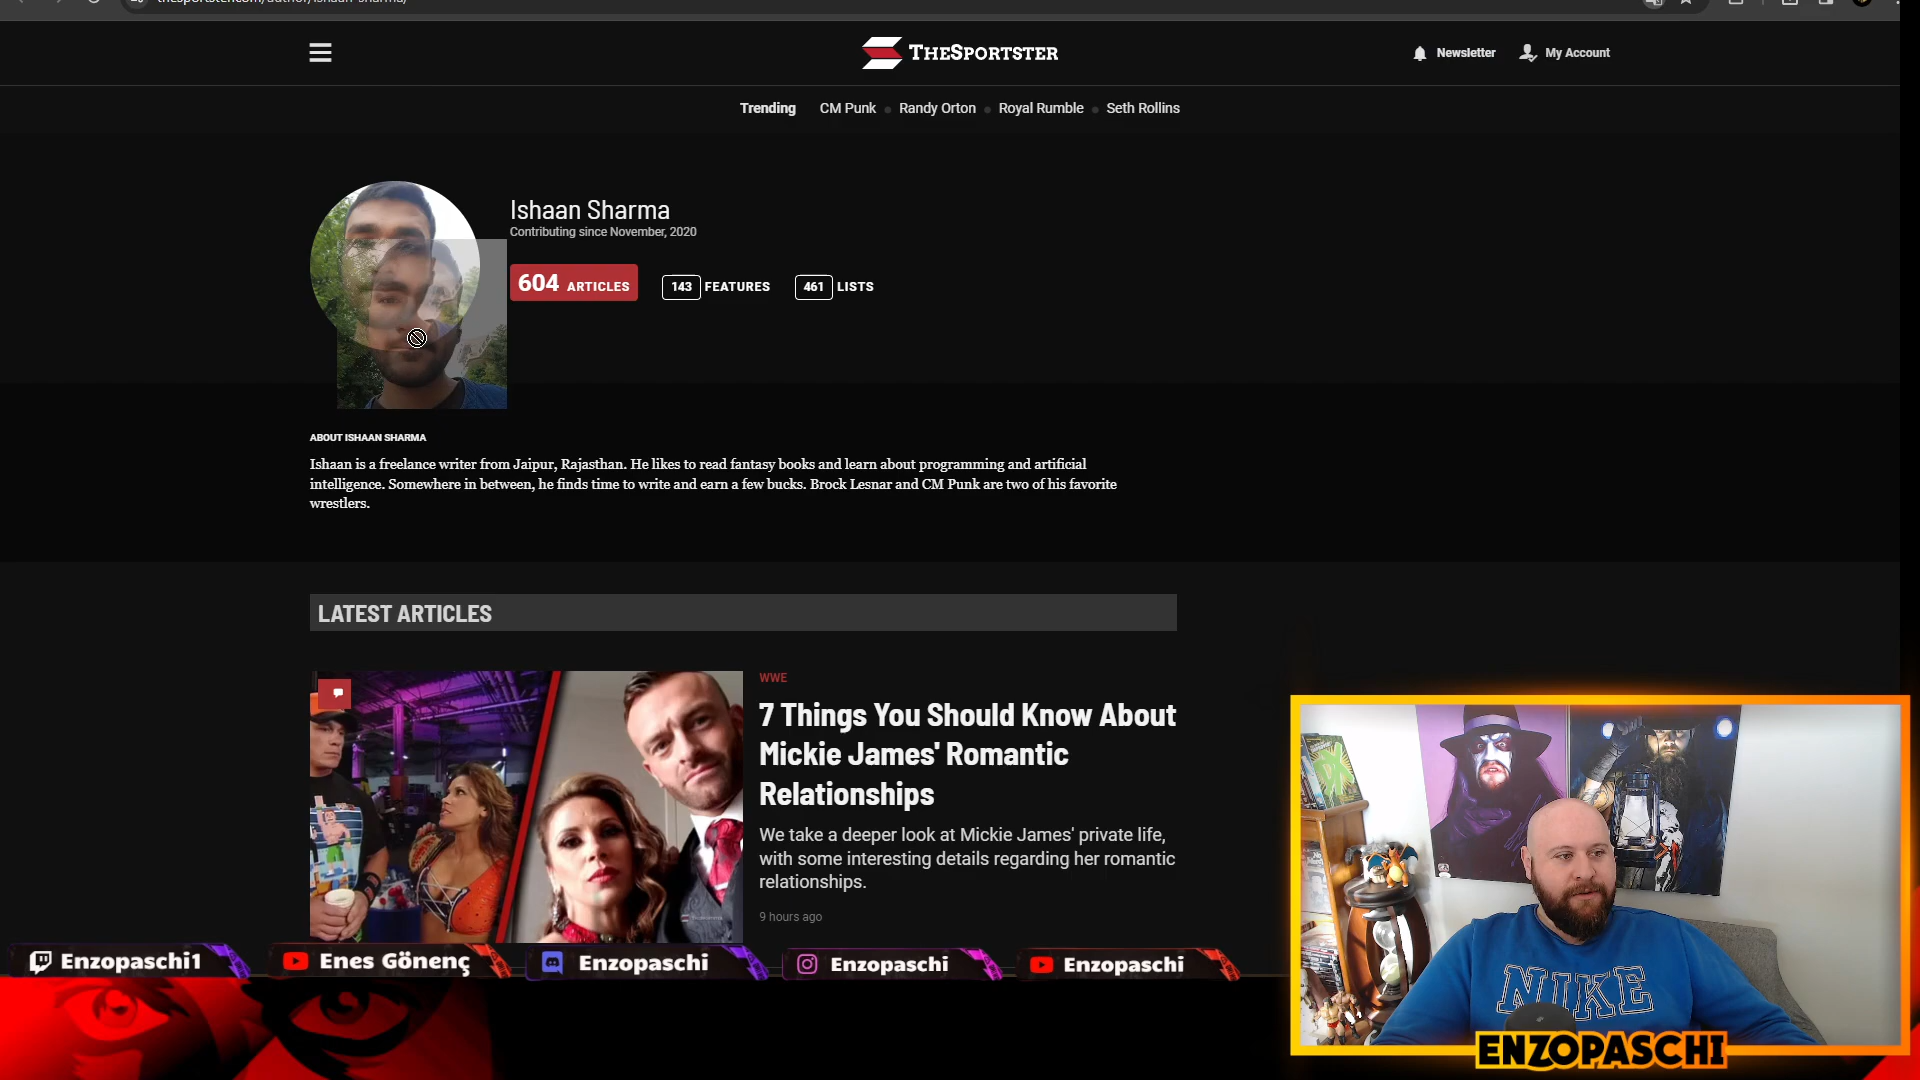 THESPORTSTER
Newsletter
My Account
Trending
CM Punk
Randy Orton
Royal Rumble
Seth Rollins
Ishaan Sharma
Contributing since November, 2020
604 ARTICLES
143 FEATURES
461 LISTS
ABOUT ISHAAN SHARMA
Ishaan is a freelance writer from Jaipur, Rajasthan. He likes to read fantasy books and learn about programming and artificial
intelligence. Somewhere in between, he finds time to write and earn a few bucks. Brock Lesnar and CM Punk are two of his favorite
wrestlers.
LATEST ARTICLES
WWE
7 Things You Should Know About
Mickie James' Romantic
Relationships
We take a deeper look at Mickie James' private life,
with some interesting details regarding her romantic
relationships.
9 hours ago
Enzopaschi1
Enes Gönenç
Enzopaschi
Enzopaschi
Enzopaschi
NIKE
ENZOPASCHI